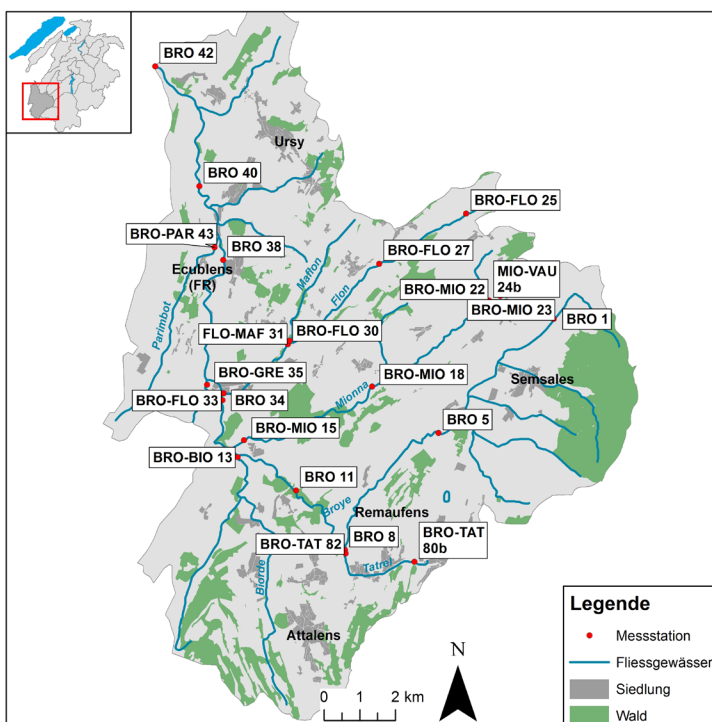 BRO 42
Ursy
BRO 40
BRO-FLO 25
BRO-PAR 43
BRO 38
BRO-FLO 27
Ecublens
(FR)
Maflon
Flon
MIO-VAU
24b
BRO-MIO 22
BRO-MIO 23
BRO 1
Parimbot
FLO-MAF 31
BRO-FLO 30
BRO-GRE 35
BRO-MIO 18
Semsales
BRO-FLO 33
BRO 34
Mionna
BRO-MIO 15
BRO 5
BRO-BIO 13
BRO 11
Broye
Remaufens
BRO-TAT 82
BRO 8
BRO-TAT
80b
Tatrel
Biorde
Attalens
N
0 1 2 km
Legende
Messstation
Fliessgewässer
Siedlung
Wald